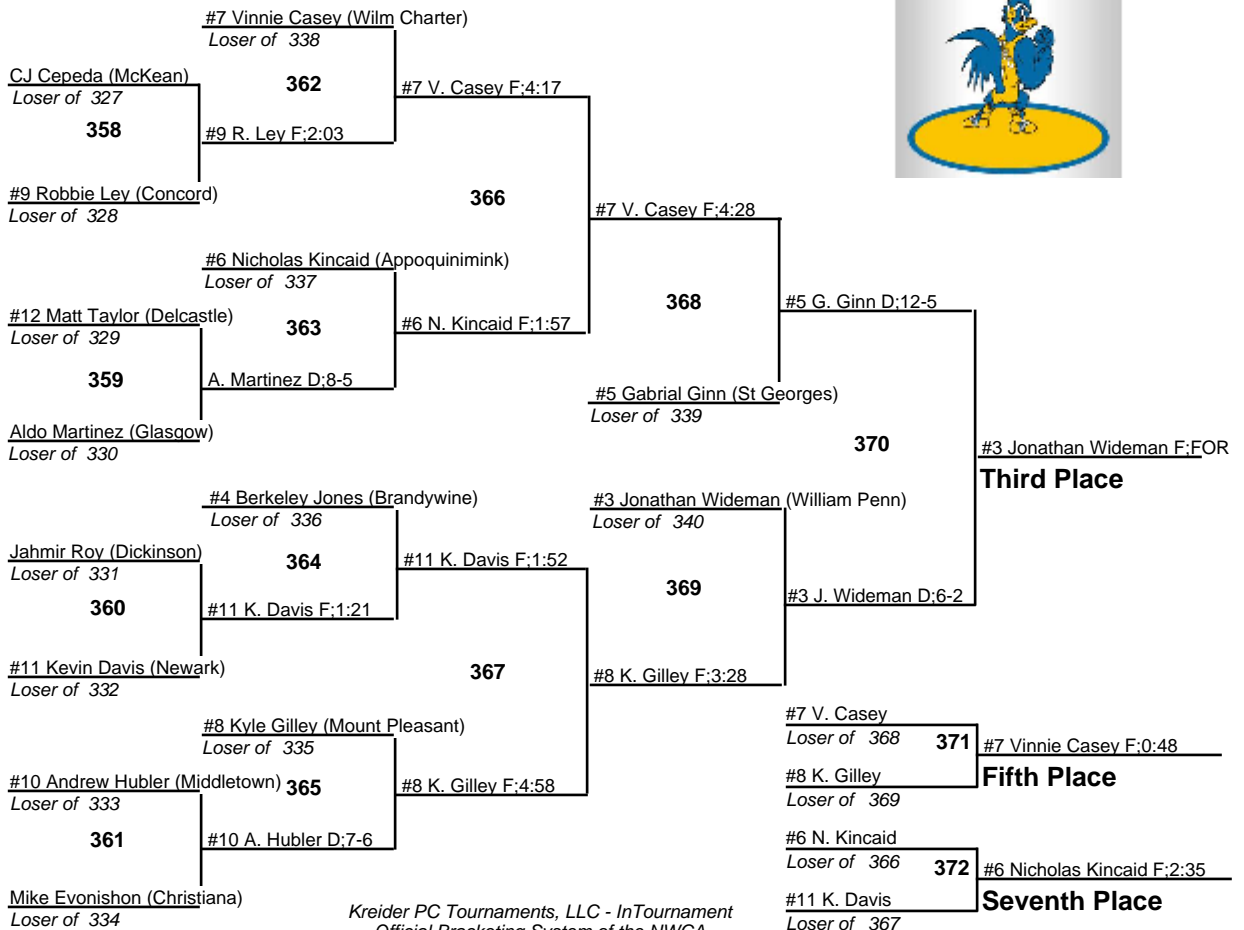 #7 Vinnie Casey (Wilm Charter)
Loser of 338
CJ Cepeda (McKean)
Loser of 327
362
#7 V. Casey F;4:17
358
#9 R. Ley F;2:03
#9 Robbie Ley (Concord)
Loser of 328
366
#7 V. Casey F;4:28
#6 Nicholas Kincaid (Appoquinimink)
Loser of 337
#12 Matt Taylor (Delcastle)
Loser of 329
363
#6 N. Kincaid F;1:57
368
#5 G. Ginn D;12-5
359
A. Martinez D;8-5
#5 Gabrial Ginn (St Georges)
Loser of 339
Aldo Martinez (Glasgow)
Loser of 330
370
#3 Jonathan Wideman F;FOR
Third Place
#4 Berkeley Jones (Brandywine)
Loser of 336
#3 Jonathan Wideman (William Penn)
Loser of 340
Jahmir Roy (Dickinson)
Loser of 331
364
#11 K. Davis F;1:52
369
#3 J. Wideman D;6-2
360
#11 K. Davis F;1:21
#11 Kevin Davis (Newark)
Loser of 332
367
#8 K. Gilley F;3:28
#8 Kyle Gilley (Mount Pleasant)
Loser of 335
#7 V. Casey
Loser of 368
371
#7 Vinnie Casey F;0:48
Fifth Place
#8 K. Gilley
Loser of 369
#10 Andrew Hubler (Middletown)
Loser of 333
365
#8 K. Gilley F;4:58
361
#10 A. Hubler D;7-6
#6 N. Kincaid
Loser of 366
372
#6 Nicholas Kincaid F;2:35
Seventh Place
#11 K. Davis
Loser of 367
Mike Evonishon (Christiana)
Loser of 334
Kreider PC Tournaments, LLC - InTournament
Official Bracketing System of the NWCA